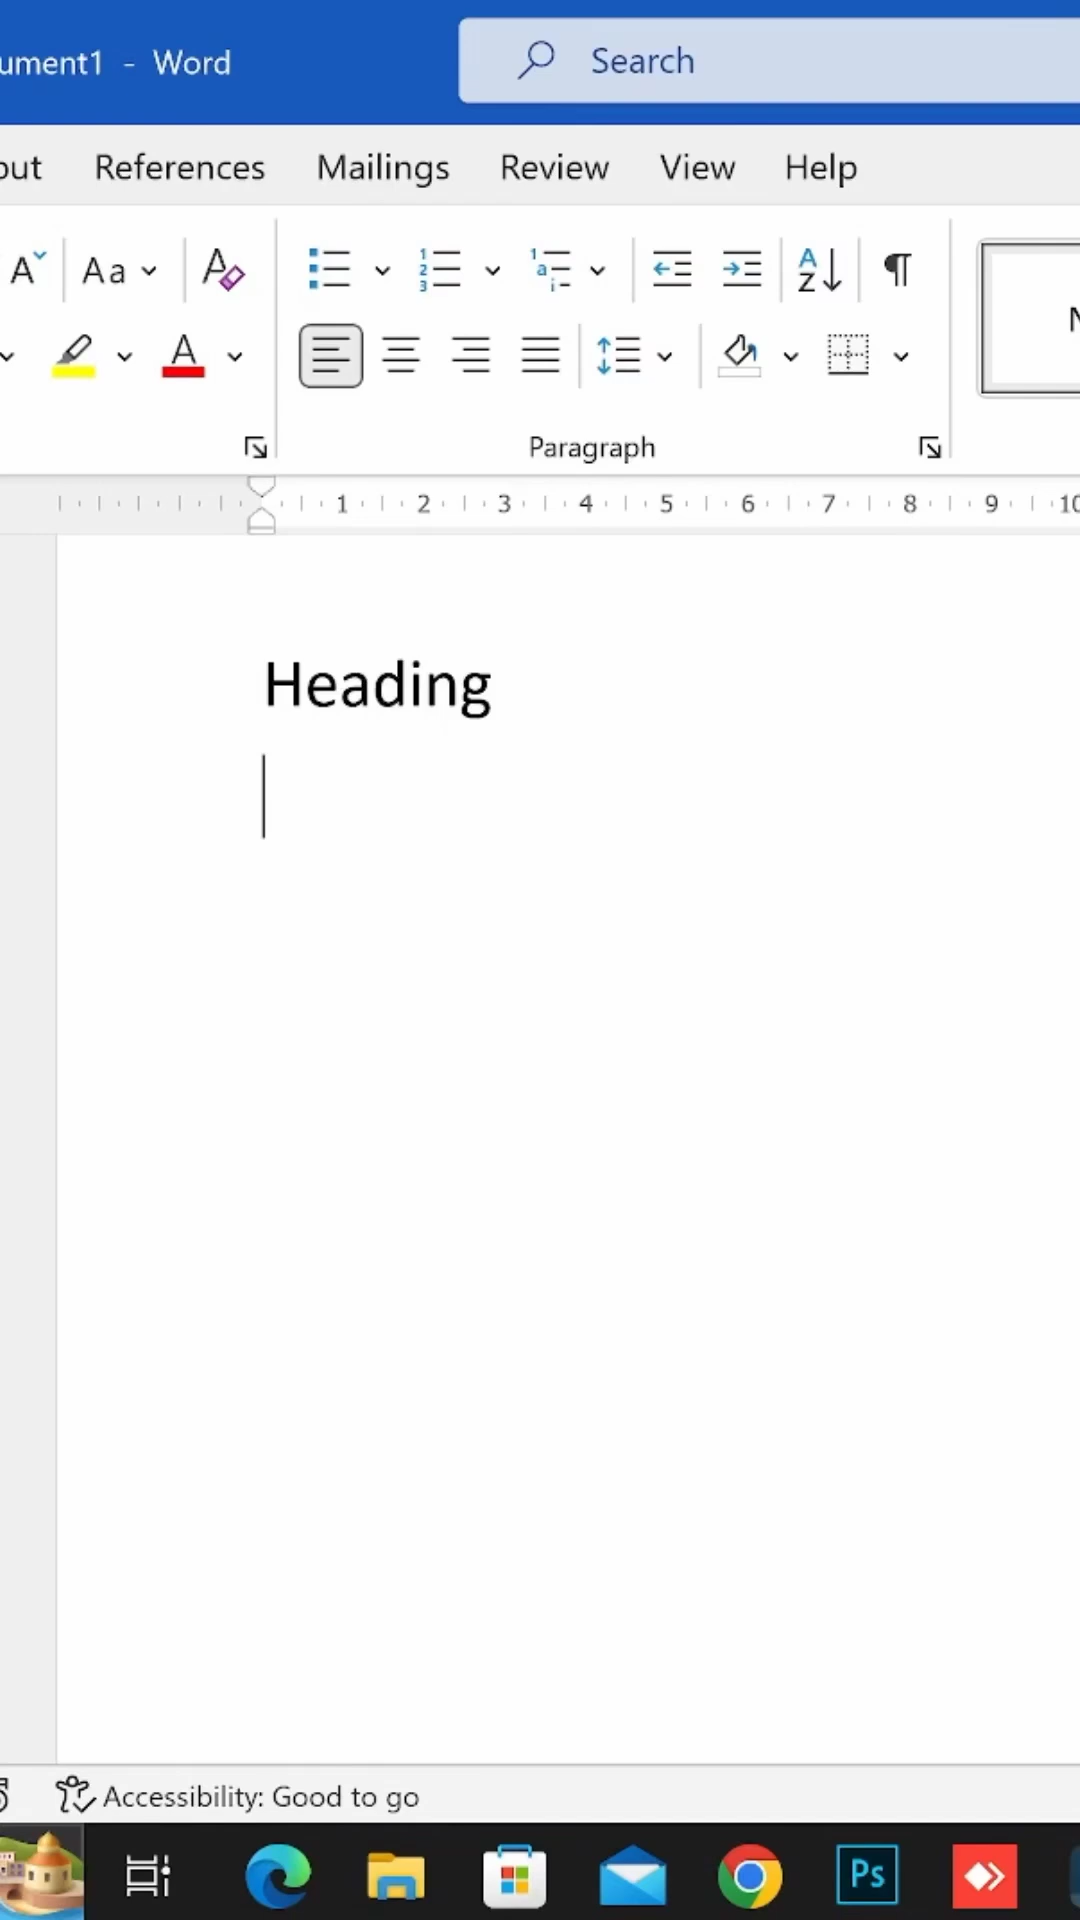 ument1 - Word
Search
out References Mailings Review View Help
A Aa A
A
Paragraph
1 2 3 4 5 6 7 8 9 10
Heading
Accessibility: Good to go
Ps